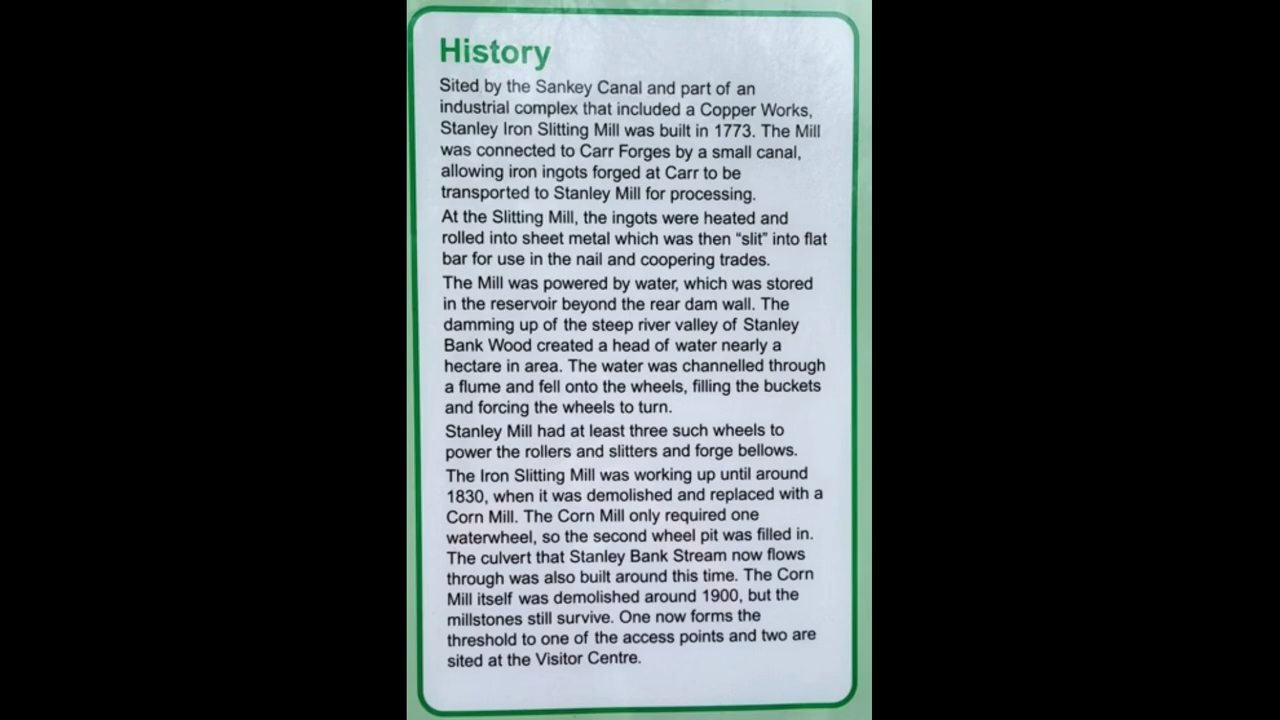 History
Sited by the Sankey Canal and part of an
industrial complex that included a Copper Works,
Stanley Iron Slitting Mill was built in 1773. The Mill
was connected to Carr Forges by a small canal,
allowing iron ingots forged at Carr to be
transported to Stanley Mill for processing.
At the Slitting Mill, the ingots were heated and
rolled into sheet metal which was then “slit” into flat
bar for use in the nail and coopering trades.
The Mill was powered by water, which was stored
in the reservoir beyond the rear dam wall. The
damming up of the steep river valley of Stanley
Bank Wood created a head of water nearly a
hectare in area. The water was channelled through
a flume and fell onto the wheels, filling the buckets
and forcing the wheels to turn.
Stanley Mill had at least three such wheels to
power the rollers and slitters and forge bellows.
The Iron Slitting Mill was working up until around
1830, when it was demolished and replaced with a
Corn Mill. The Corn Mill only required one
waterwheel, so the second wheel pit was filled in.
The culvert that Stanley Bank Stream now flows
through was also built around this time. The Corn
Mill itself was demolished around 1900, but the
millstones still survive. One now forms the
threshold to one of the access points and two are
sited at the Visitor Centre.